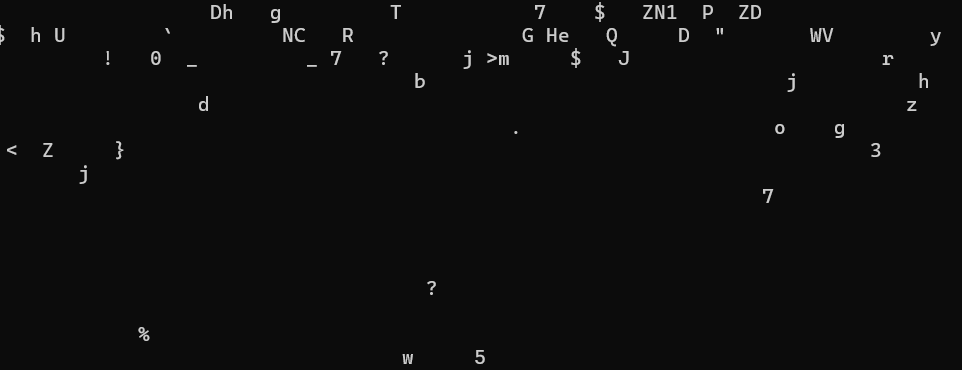 Dh g T 7 $ ZN1 P ZD
$ h U ` NC R G He Q D " WV y
! 0 _ _ 7 ? j >m $ J r
b j h
d z
. o g
< Z } 3
j
7
?
%
w 5